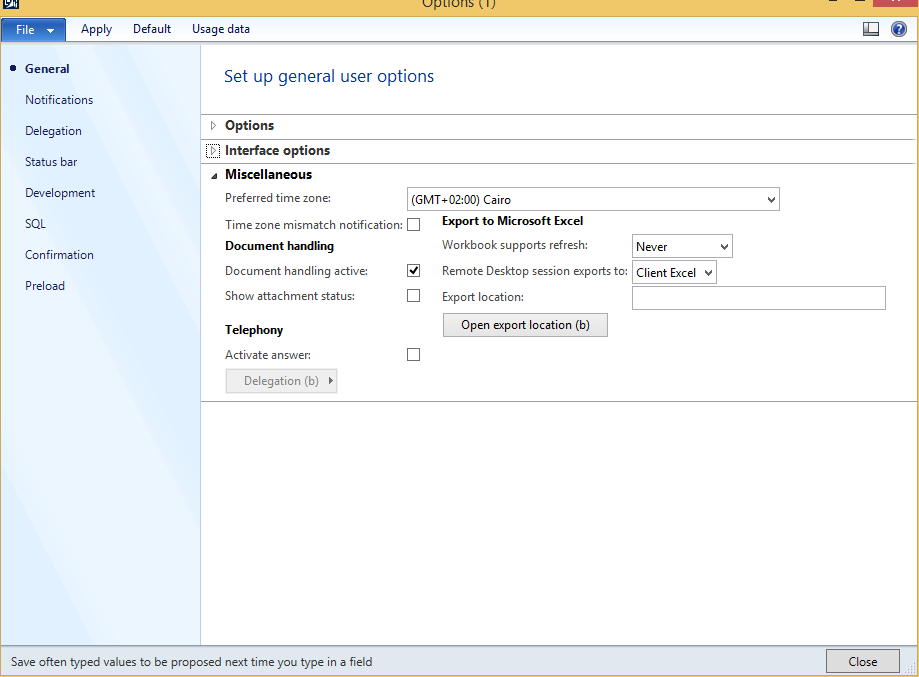 Options (1)
File Apply Default Usage data
General
Notifications
Delegation
Status bar
Development
SQL
Confirmation
Preload
Set up general user options
Options
Interface options
Miscellaneous
Preferred time zone: (GMT+02:00) Cairo
Time zone mismatch notification:
Document handling
Document handling active:
Show attachment status:
Telephony
Activate answer:
Delegation (b)
Export to Microsoft Excel
Workbook supports refresh: Never
Remote Desktop session exports to: Client Excel
Export location:
Open export location (b)
Save often typed values to be proposed next time you type in a field
Close